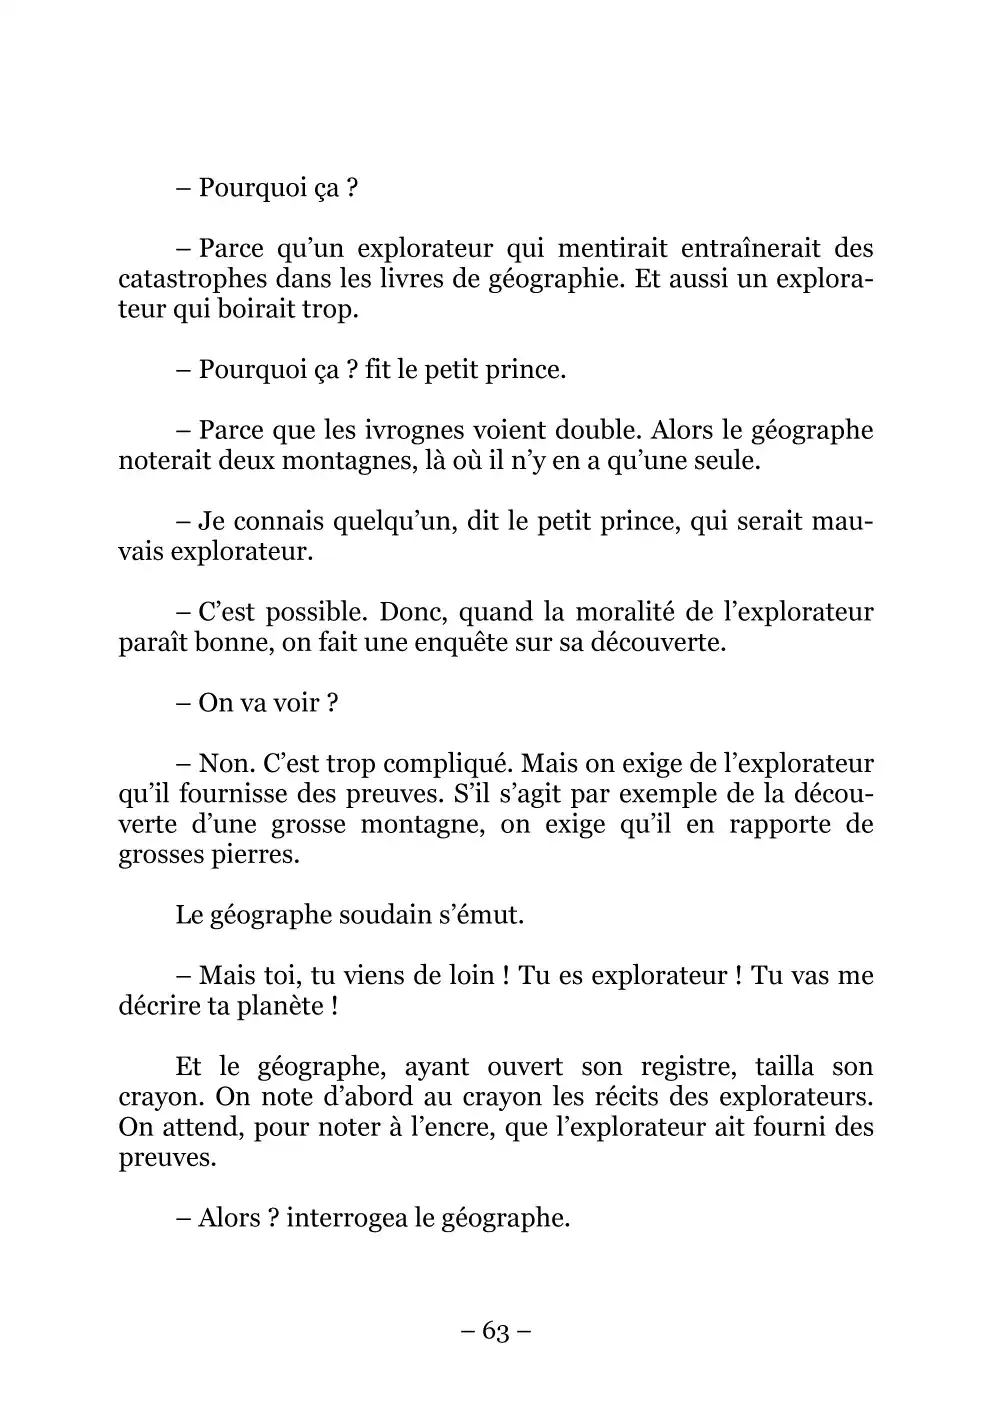 – Pourquoi ça ?
– Parce qu’un explorateur qui mentirait entraînerait des
catastrophes dans les livres de géographie. Et aussi un explora-
teur qui boirait trop.
– Pourquoi ça ? fit le petit prince.
– Parce que les ivrognes voient double. Alors le géographe
noterait deux montagnes, là où il n’y en a qu’une seule.
– Je connais quelqu’un, dit le petit prince, qui serait mau-
vais explorateur.
– C’est possible. Donc, quand la moralité de l’explorateur
paraît bonne, on fait une enquête sur sa découverte.
– On va voir ?
– Non. C’est trop compliqué. Mais on exige de l’explorateur
qu’il fournisse des preuves. S’il s’agit par exemple de la décou-
verte d’une grosse montagne, on exige qu’il en rapporte de
grosses pierres.
Le géographe soudain s’émut.
– Mais toi, tu viens de loin ! Tu es explorateur ! Tu vas me
décrire ta planète !
Et le géographe, ayant ouvert son registre, tailla son
crayon. On note d’abord au crayon les récits des explorateurs.
On attend, pour noter à l’encre, que l’explorateur ait fourni des
preuves.
– Alors ? interrogea le géographe.
– 63 –